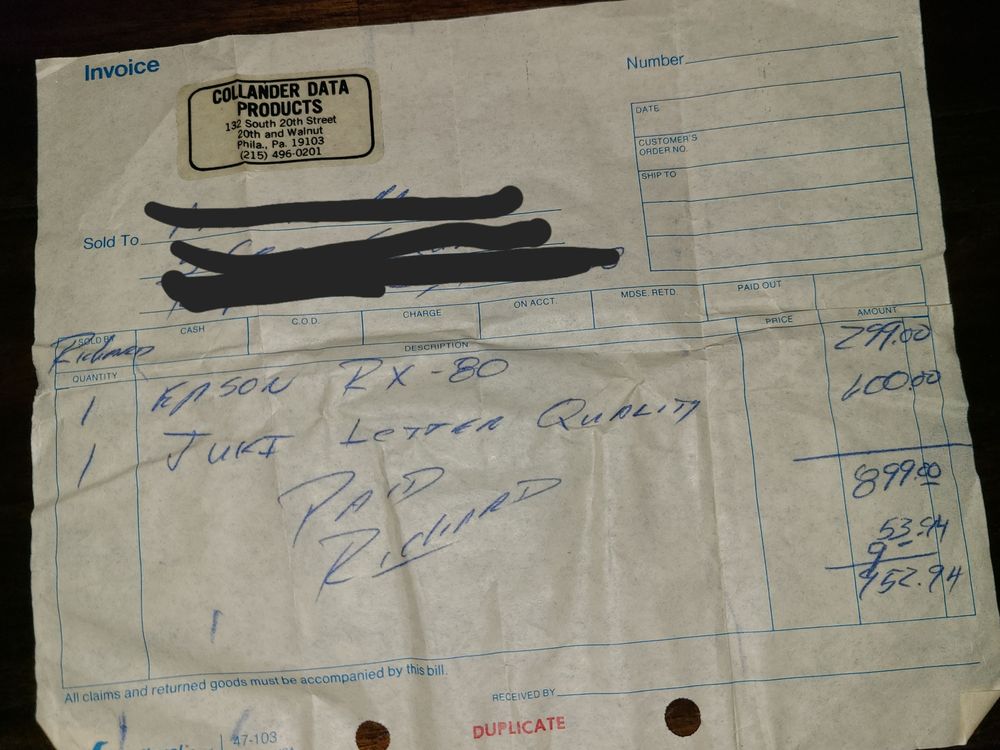 Invoice
Number
COLLANDER DATA
PRODUCTS
132 South 20th Street
20th and Walnut
Phila., Pa. 19103
(215) 496-0201
DATE
CUSTOMER'S
ORDER NO.
SHIP TO
Sold To
SOLD BY
Richard
CASH
C.O.D.
CHARGE
ON ACCT.
MDSE. RETD.
PAID OUT
QUANTITY
DESCRIPTION
PRICE
AMOUNT
1 EPSON RX-80 299.00
1 JUKI LETTER QUALITY 600.00
PAID
RICHARD
899.00
53.94
952.94
All claims and returned goods must be accompanied by this bill.
RECEIVED BY
DUPLICATE
47-103